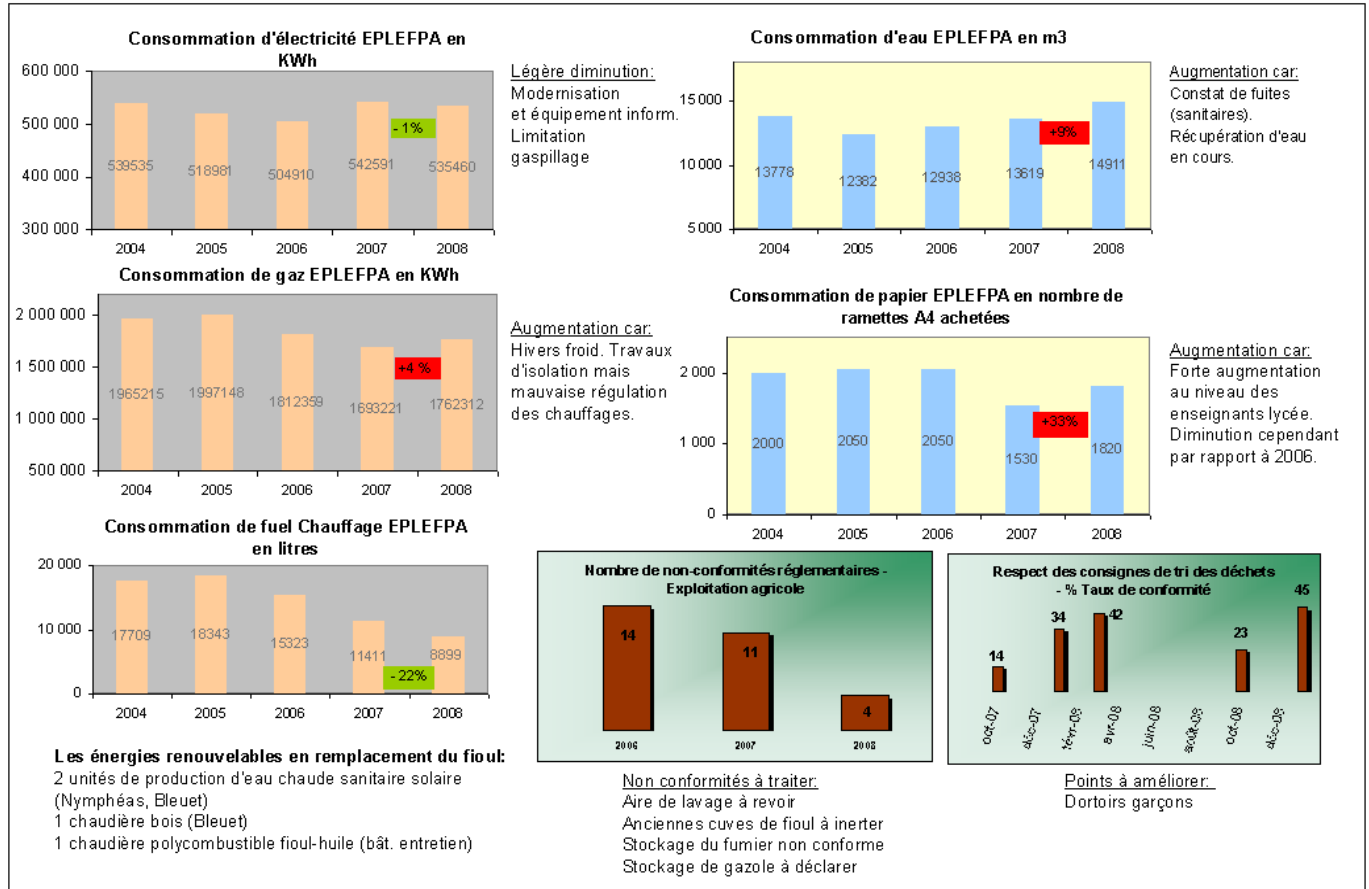 Consommation d'électricité EPLEFPA en
KWh
600 000
500 000
400 000
300 000
539535
518981
504910
542591
535460
- 1%
2004
2005
2006
2007
2008
Légère diminution:
Modernisation
et équipement inform.
Limitation
gaspillage
Consommation d'eau EPLEFPA en m3
15 000
10 000
5 000
13778
12382
12938
13619
14911
+9%
2004
2005
2006
2007
2008
Augmentation car:
Constat de fuites
(sanitaires).
Récupération d'eau
en cours.
Consommation de gaz EPLEFPA en KWh
2 000 000
1 500 000
1 000 000
500 000
1965215
1997148
1812359
1693221
1762312
+4 %
2004
2005
2006
2007
2008
Augmentation car:
Hivers froid. Travaux
d'isolation mais
mauvaise régulation
des chauffages.
Consommation de papier EPLEFPA en nombre de
ramettes A4 achetées
2 000
1 000
0
2000
2050
2050
1530
1820
+33%
2004
2005
2006
2007
2008
Augmentation car:
Forte augmentation
au niveau des
enseignants lycée.
Diminution cependant
par rapport à 2006.
Consommation de fuel Chauffage EPLEFPA
en litres
20 000
10 000
0
17709
18343
15323
11411
8899
- 22%
2004
2005
2006
2007
2008
Les énergies renouvelables en remplacement du fioul:
2 unités de production d'eau chaude sanitaire solaire
(Nymphéas, Bleuet)
1 chaudière bois (Bleuet)
1 chaudière polycombustible fioul-huile (bât. entretien)
Nombre de non-conformités réglementaires -
Exploitation agricole
14
11
4
2006
2007
2008
Non conformités à traiter:
Aire de lavage à revoir
Anciennes cuves de fioul à inerter
Stockage du fumier non conforme
Stockage de gazole à déclarer
Respect des consignes de tri des déchets
- % Taux de conformité
14
34
42
23
45
oct-07
déc-07
févr-08
avr-08
juin-08
août-08
oct-08
déc-08
Points à améliorer:
Dortoirs garçons